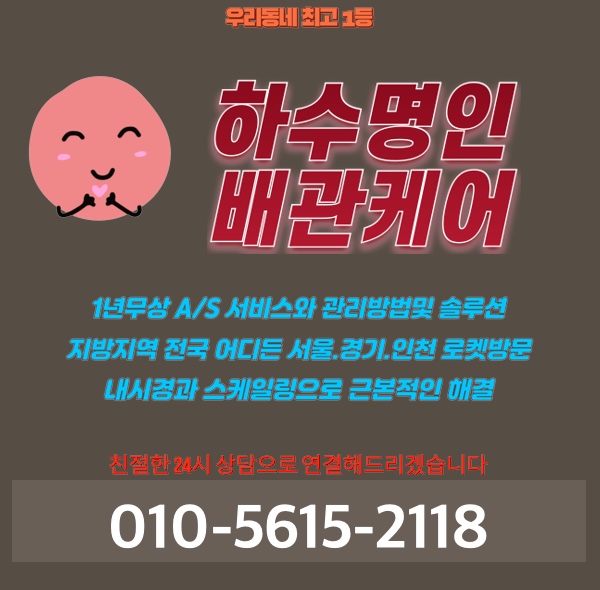 우리동네 최고 1등
하수명인
배관케어
1년무상 A/S 서비스와 관리방법및 솔루션
지방지역 전국 어디든 서울.경기.인천 로켓방문
내시경과 스케일링으로 근본적인 해결
친절한 24시 상담으로 연결해드리겠습니다
010-5615-2118